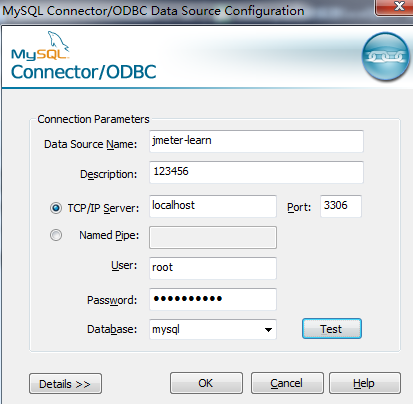 MySQL Connector/ODBC Data Source Configuration
MySQL
Connector/ODBC
Connection Parameters
Data Source Name: jmeter-learn
Description: 123456
TCP/IP Server: localhost Port: 3306
Named Pipe:
User: root
Password: ●●●●●●●●●●
Database: mysql Test
Details >> OK Cancel Help